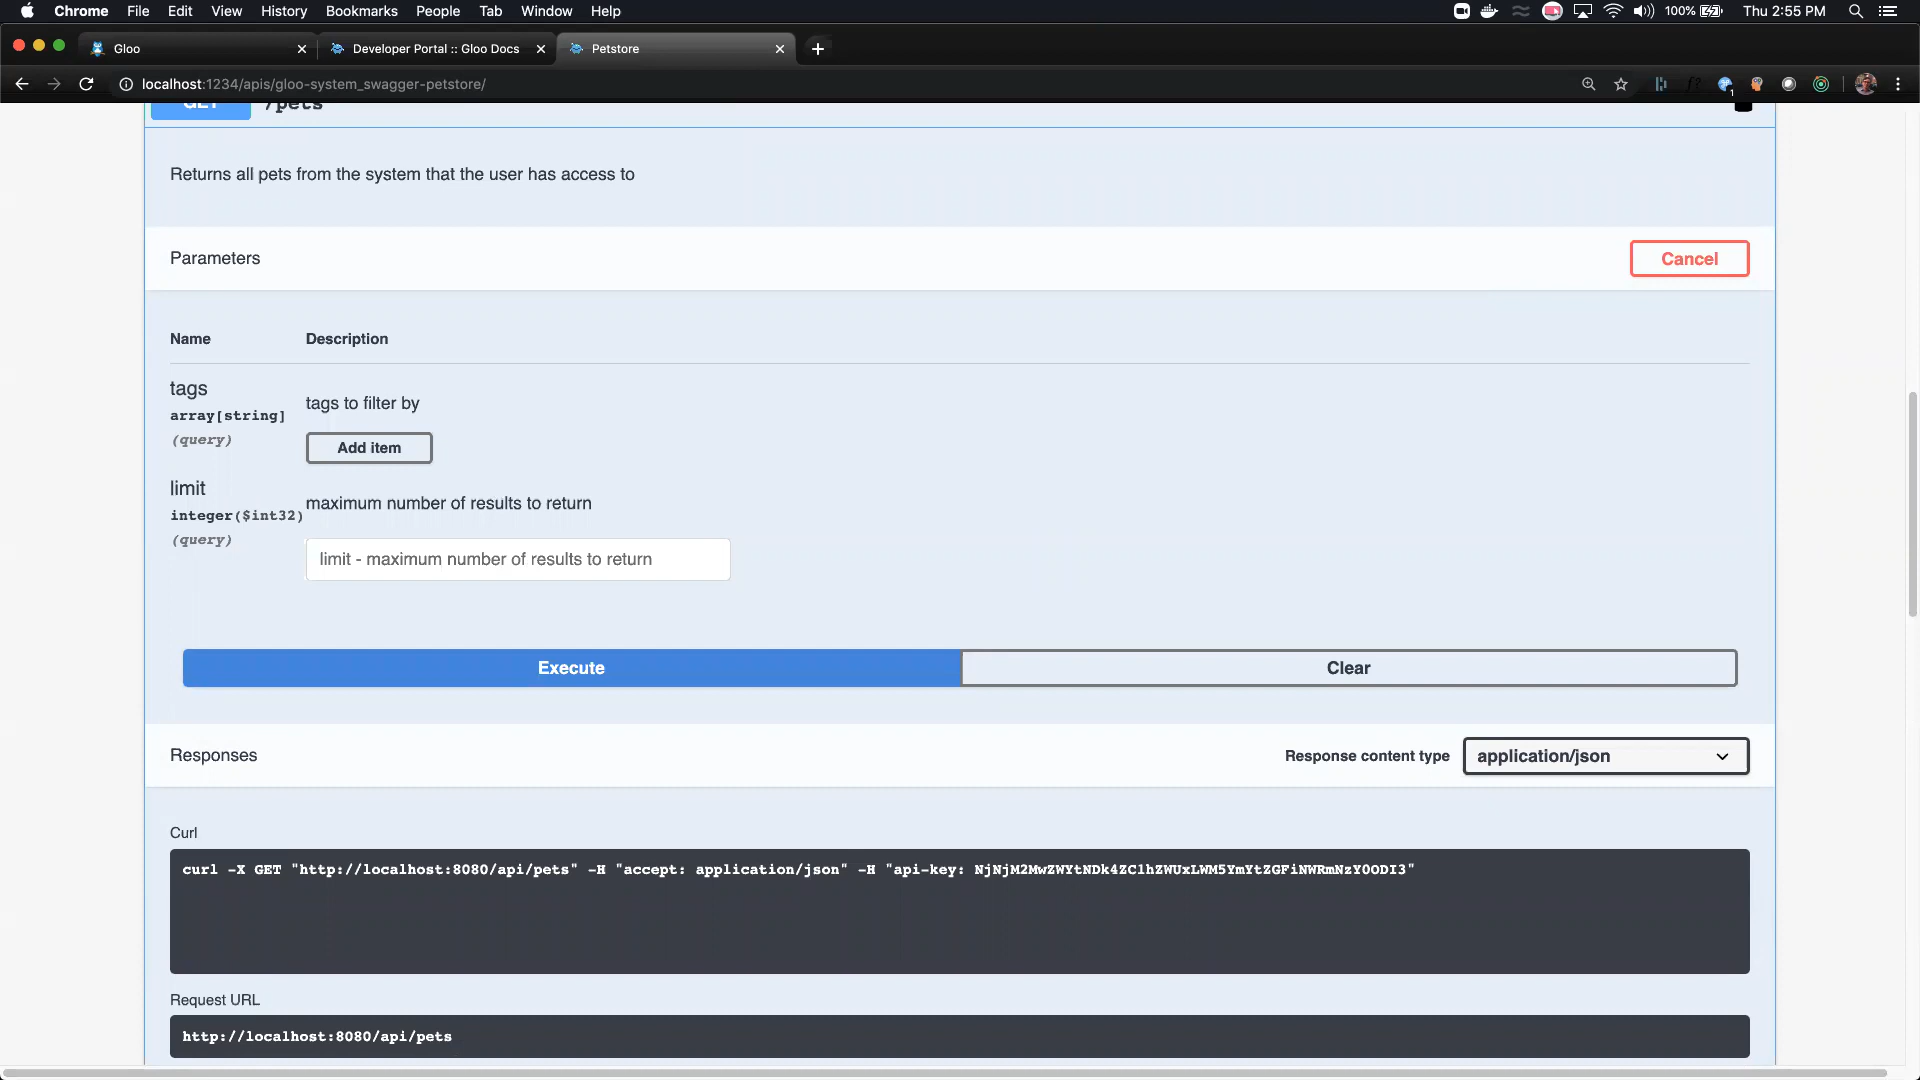 Chrome File Edit View History Bookmarks People Tab Window Help 100% Thu 2:55 PM
Gloo Developer Portal :: Gloo Docs Petstore
localhost:1234/apis/gloo-system_swagger-petstore/
GET /pets
Returns all pets from the system that the user has access to
Parameters Cancel
Name Description
tags
array[string]
(query)
tags to filter by
Add item
limit
integer($int32)
(query)
maximum number of results to return
limit - maximum number of results to return
Execute Clear
Responses Response content type application/json
Curl
curl -X GET "http://localhost:8080/api/pets" -H "accept: application/json" -H "api-key: NjNjM2MwZWYtNDk4ZC1hZWUxLWM5YmYtZGFiNWRmNzY0ODI3"
Request URL
http://localhost:8080/api/pets